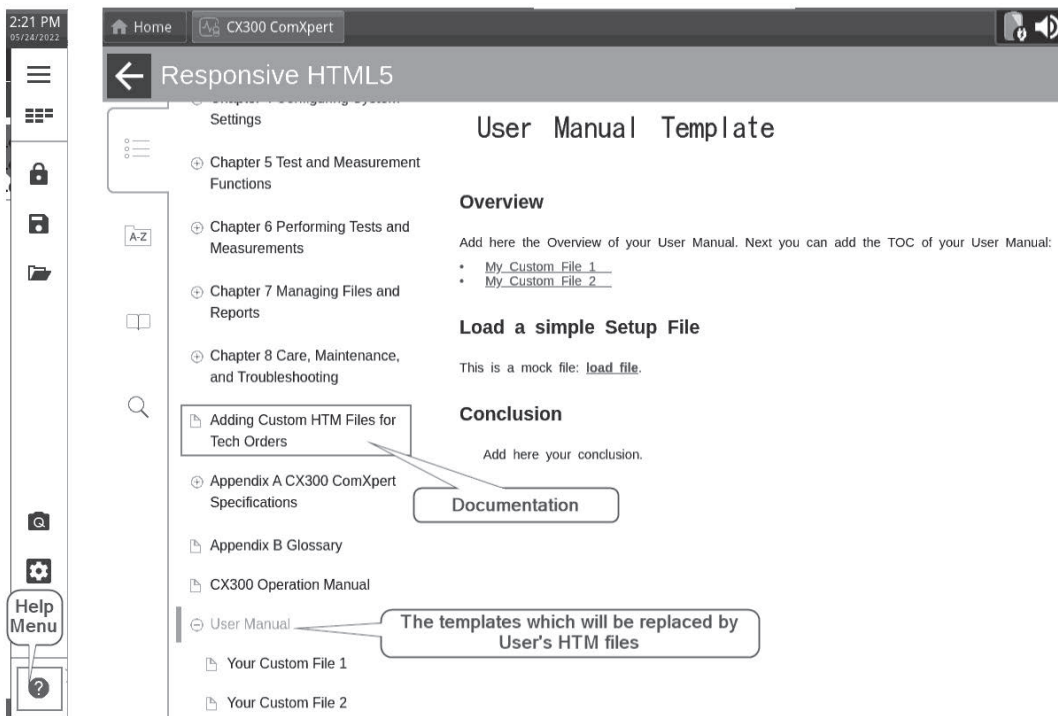 2:21 PM
05/24/2022
Home
CX300 ComXpert
Responsive HTML5
Settings
Chapter 5 Test and Measurement
Functions
Chapter 6 Performing Tests and
Measurements
Chapter 7 Managing Files and
Reports
Chapter 8 Care, Maintenance,
and Troubleshooting
Adding Custom HTM Files for
Tech Orders
Appendix A CX300 ComXpert
Specifications
Appendix B Glossary
CX300 Operation Manual
User Manual
Your Custom File 1
Your Custom File 2
A-Z
Help
Menu
?
User Manual Template
Overview
Add here the Overview of your User Manual. Next you can add the TOC of your User Manual:
• My Custom File 1
• My Custom File 2
Load a simple Setup File
This is a mock file: load file.
Conclusion
Add here your conclusion.
Documentation
The templates which will be replaced by
User's HTM files